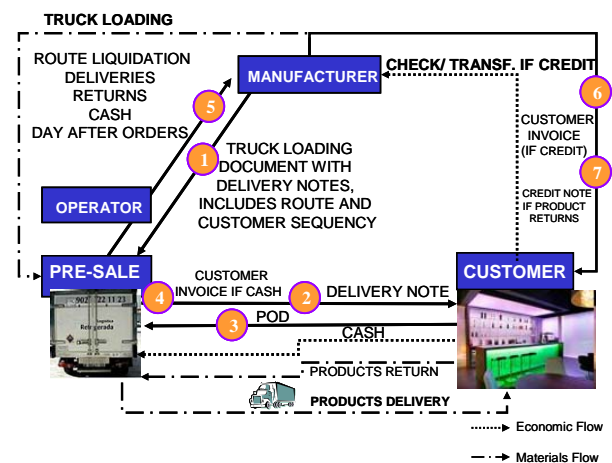 TRUCK LOADING
ROUTE LIQUIDATION
DELIVERIES
RETURNS
CASH
DAY AFTER ORDERS
MANUFACTURER
CHECK/ TRANSF. IF CREDIT
5
6
CUSTOMER
INVOICE
(IF CREDIT)
1
TRUCK LOADING
DOCUMENT WITH
DELIVERY NOTES,
INCLUDES ROUTE AND
CUSTOMER SEQUENCY
7
CREDIT NOTE
IF PRODUCT
RETURNS
OPERATOR
PRE-SALE
CUSTOMER
4
CUSTOMER
INVOICE IF CASH
2
DELIVERY NOTE
3
POD
CASH
PRODUCTS RETURN
PRODUCTS DELIVERY
Economic Flow
Materials Flow